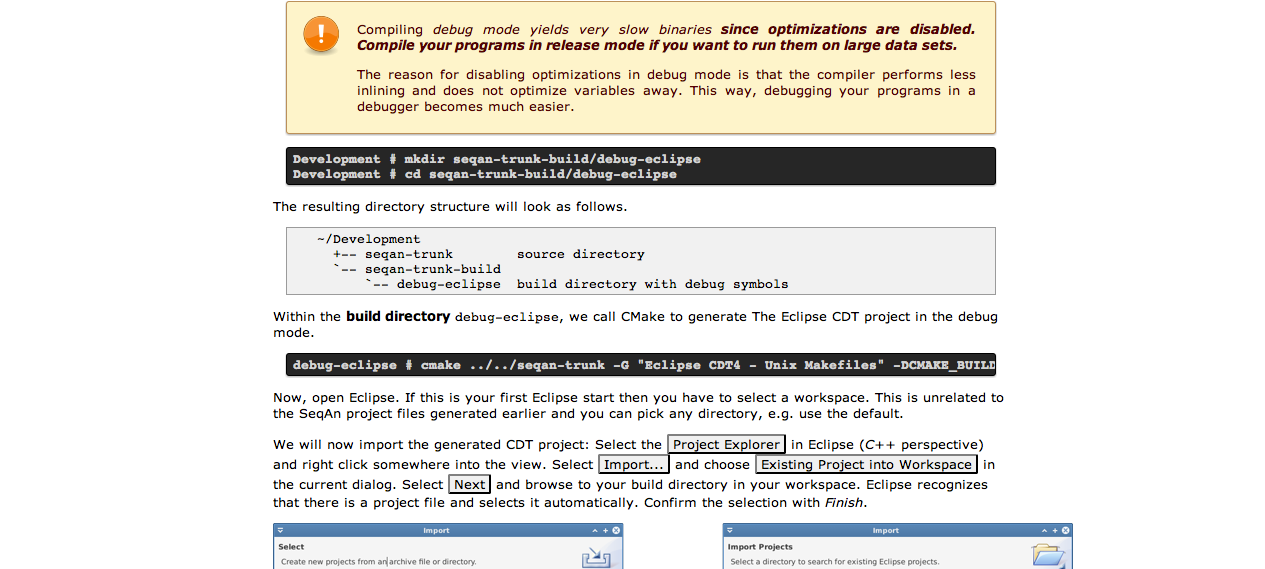 Compiling debug mode yields very slow binaries since optimizations are disabled.
Compile your programs in release mode if you want to run them on large data sets.
The reason for disabling optimizations in debug mode is that the compiler performs less
inlining and does not optimize variables away. This way, debugging your programs in a
debugger becomes much easier.
Development # mkdir seqan-trunk-build/debug-eclipse
Development # cd seqan-trunk-build/debug-eclipse
The resulting directory structure will look as follows.
~/Development
+-- seqan-trunk        source directory
`-- seqan-trunk-build
`-- debug-eclipse  build directory with debug symbols
Within the build directory debug-eclipse, we call CMake to generate The Eclipse CDT project in the debug
mode.
debug-eclipse # cmake ../../seqan-trunk -G "Eclipse CDT4 - Unix Makefiles" -DCMAKE_BUILD
Now, open Eclipse. If this is your first Eclipse start then you have to select a workspace. This is unrelated to
the SeqAn project files generated earlier and you can pick any directory, e.g. use the default.
We will now import the generated CDT project: Select the Project Explorer in Eclipse (C++ perspective)
and right click somewhere into the view. Select Import... and choose Existing Project into Workspace in
the current dialog. Select Next and browse to your build directory in your workspace. Eclipse recognizes
that there is a project file and selects it automatically. Confirm the selection with Finish.
Import
Select
Create new projects from an archive file or directory.
Import
Import Projects
Select a directory to search for existing Eclipse projects.